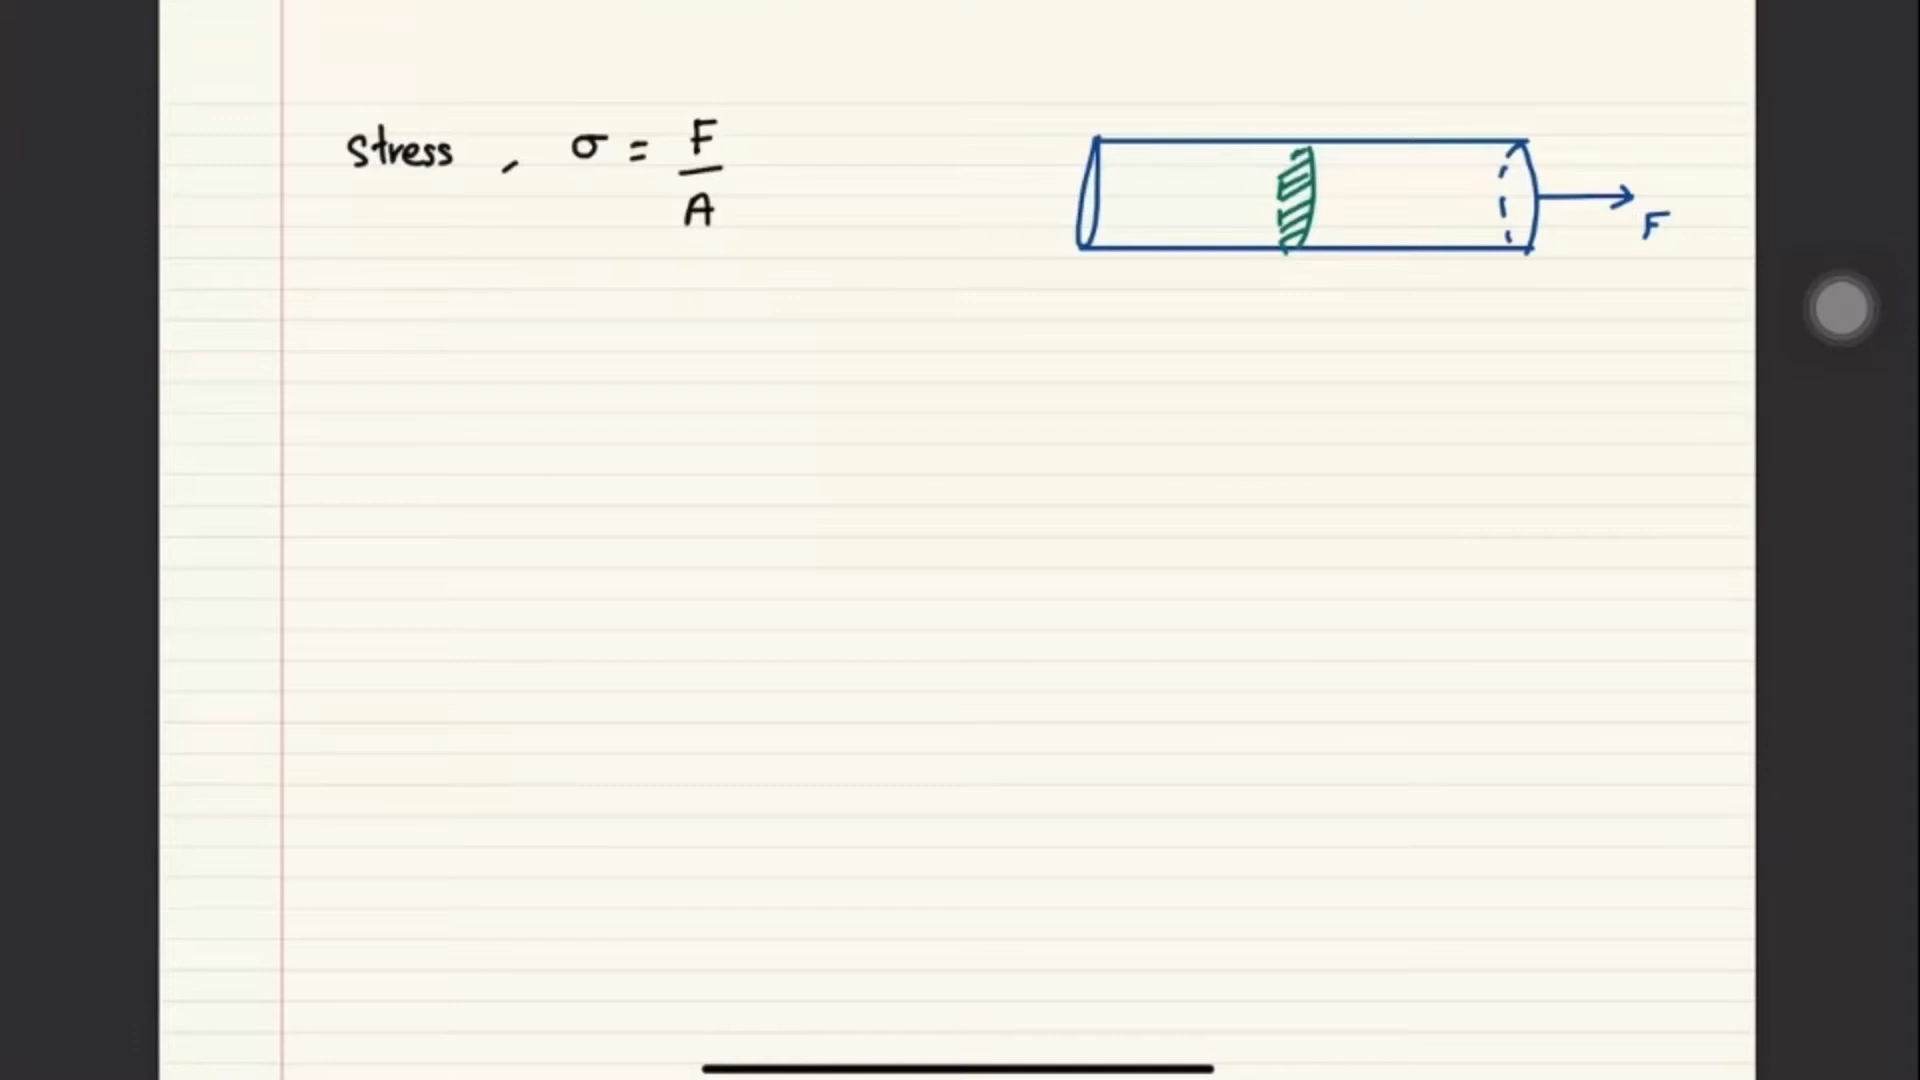 Stress , σ = F
A
F